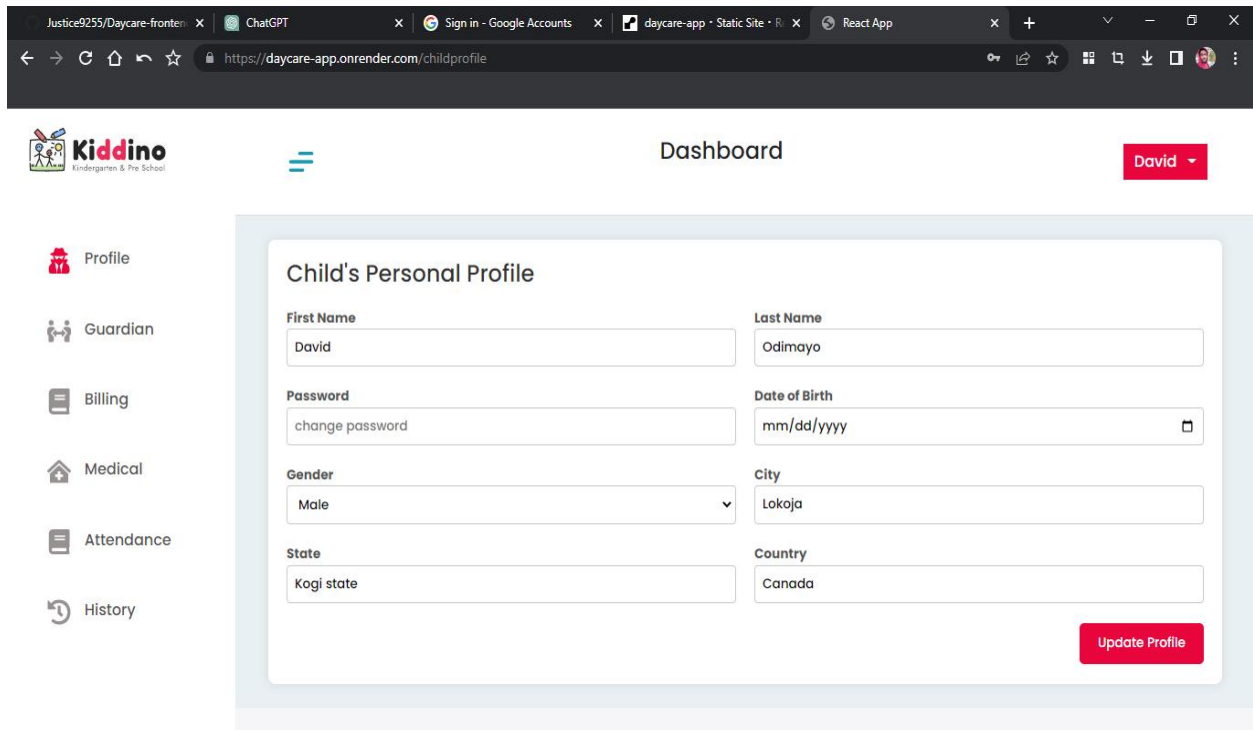 Justice9255/Daycare-fronten
ChatGPT
Sign in - Google Accounts
daycare-app · Static Site · R
React App
https://daycare-app.onrender.com/childprofile
Kiddino
Kindergarten & Pre School
Dashboard
David
Profile
Guardian
Billing
Medical
Attendance
History
Child's Personal Profile
First Name
David
Last Name
Odimayo
Password
change password
Date of Birth
mm/dd/yyyy
Gender
Male
City
Lokoja
State
Kogi state
Country
Canada
Update Profile